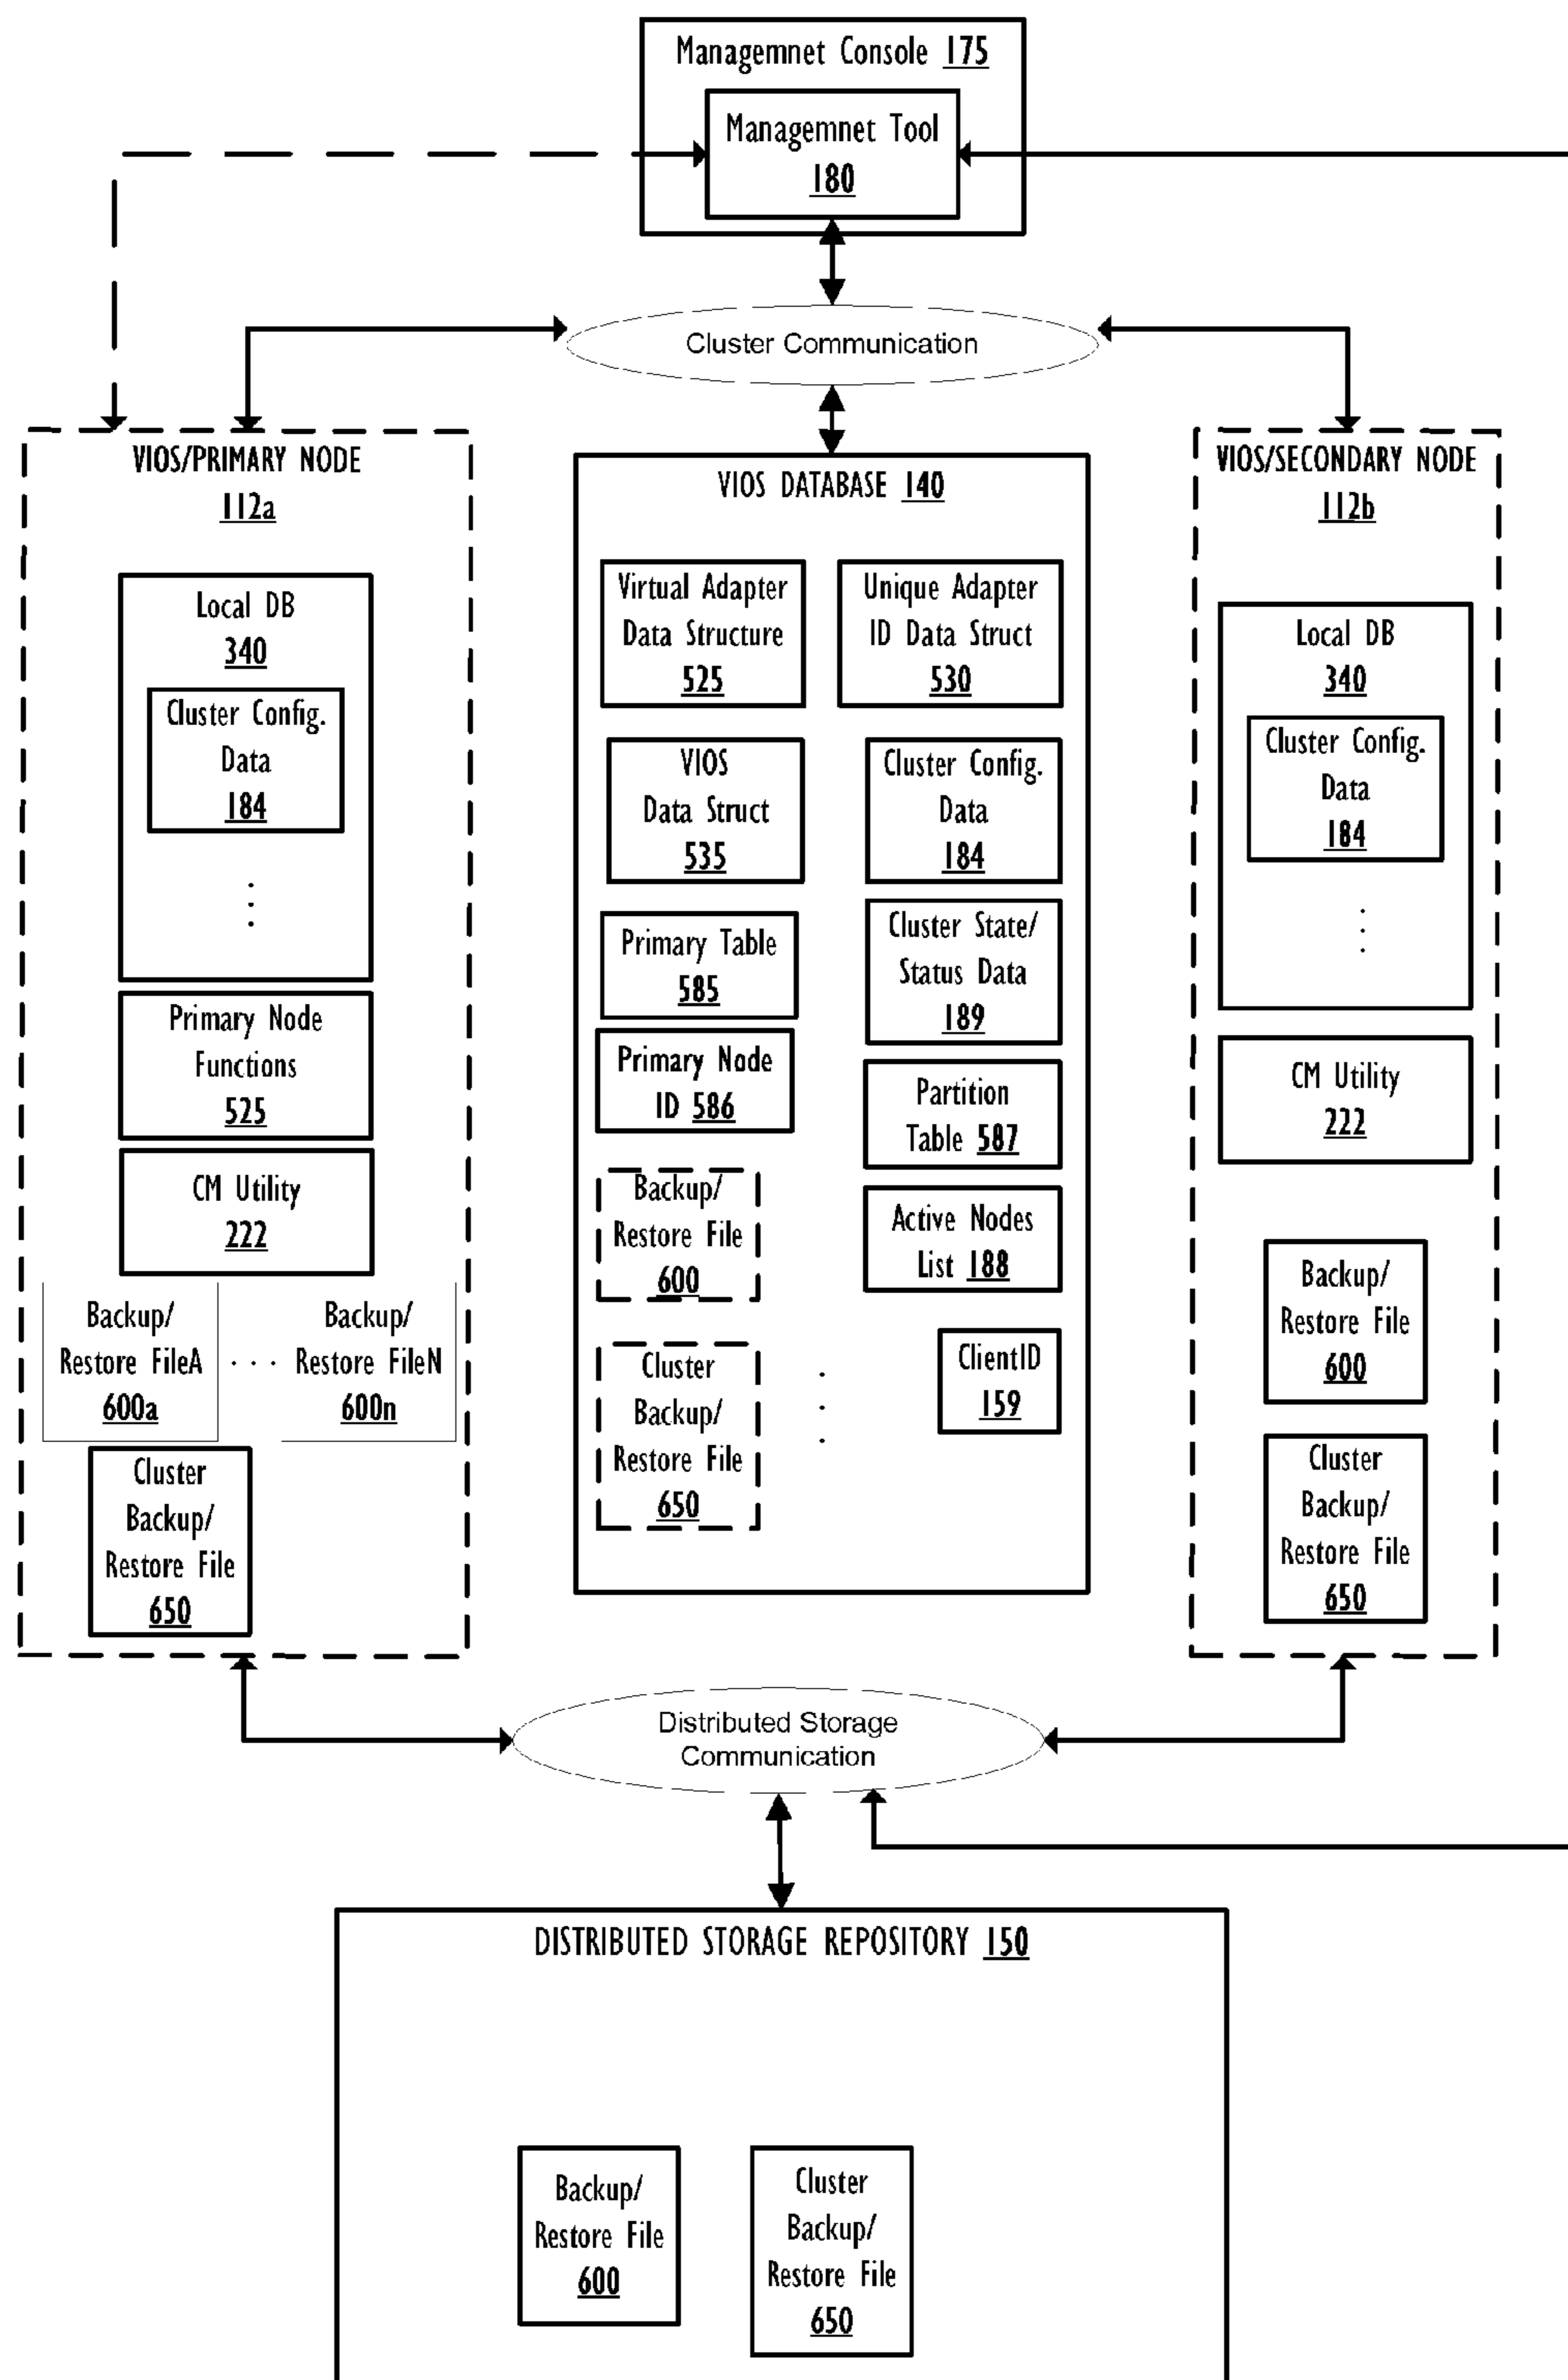 Managemnet Console 175
Managemnet Tool
180
Cluster Communication
VIOS/PRIMARY NODE
112a
Local DB
340
Cluster Config.
Data
184
Primary Node
Functions
525
CM Utility
222
Backup/
Restore FileA
600a
. . .
Backup/
Restore FileN
600n
Cluster
Backup/
Restore File
650
VIOS DATABASE 140
Virtual Adapter
Data Structure
525
Unique Adapter
ID Data Struct
530
VIOS
Data Struct
535
Cluster Config.
Data
184
Primary Table
585
Cluster State/
Status Data
189
Primary Node
ID 586
Partition
Table 587
Backup/
Restore File
600
Active Nodes
List 188
Cluster
Backup/
Restore File
650
ClientID
159
VIOS/SECONDARY NODE
112b
Local DB
340
Cluster Config.
Data
184
CM Utility
222
Backup/
Restore File
600
Cluster
Backup/
Restore File
650
Distributed Storage
Communication
DISTRIBUTED STORAGE REPOSITORY 150
Backup/
Restore File
600
Cluster
Backup/
Restore File
650